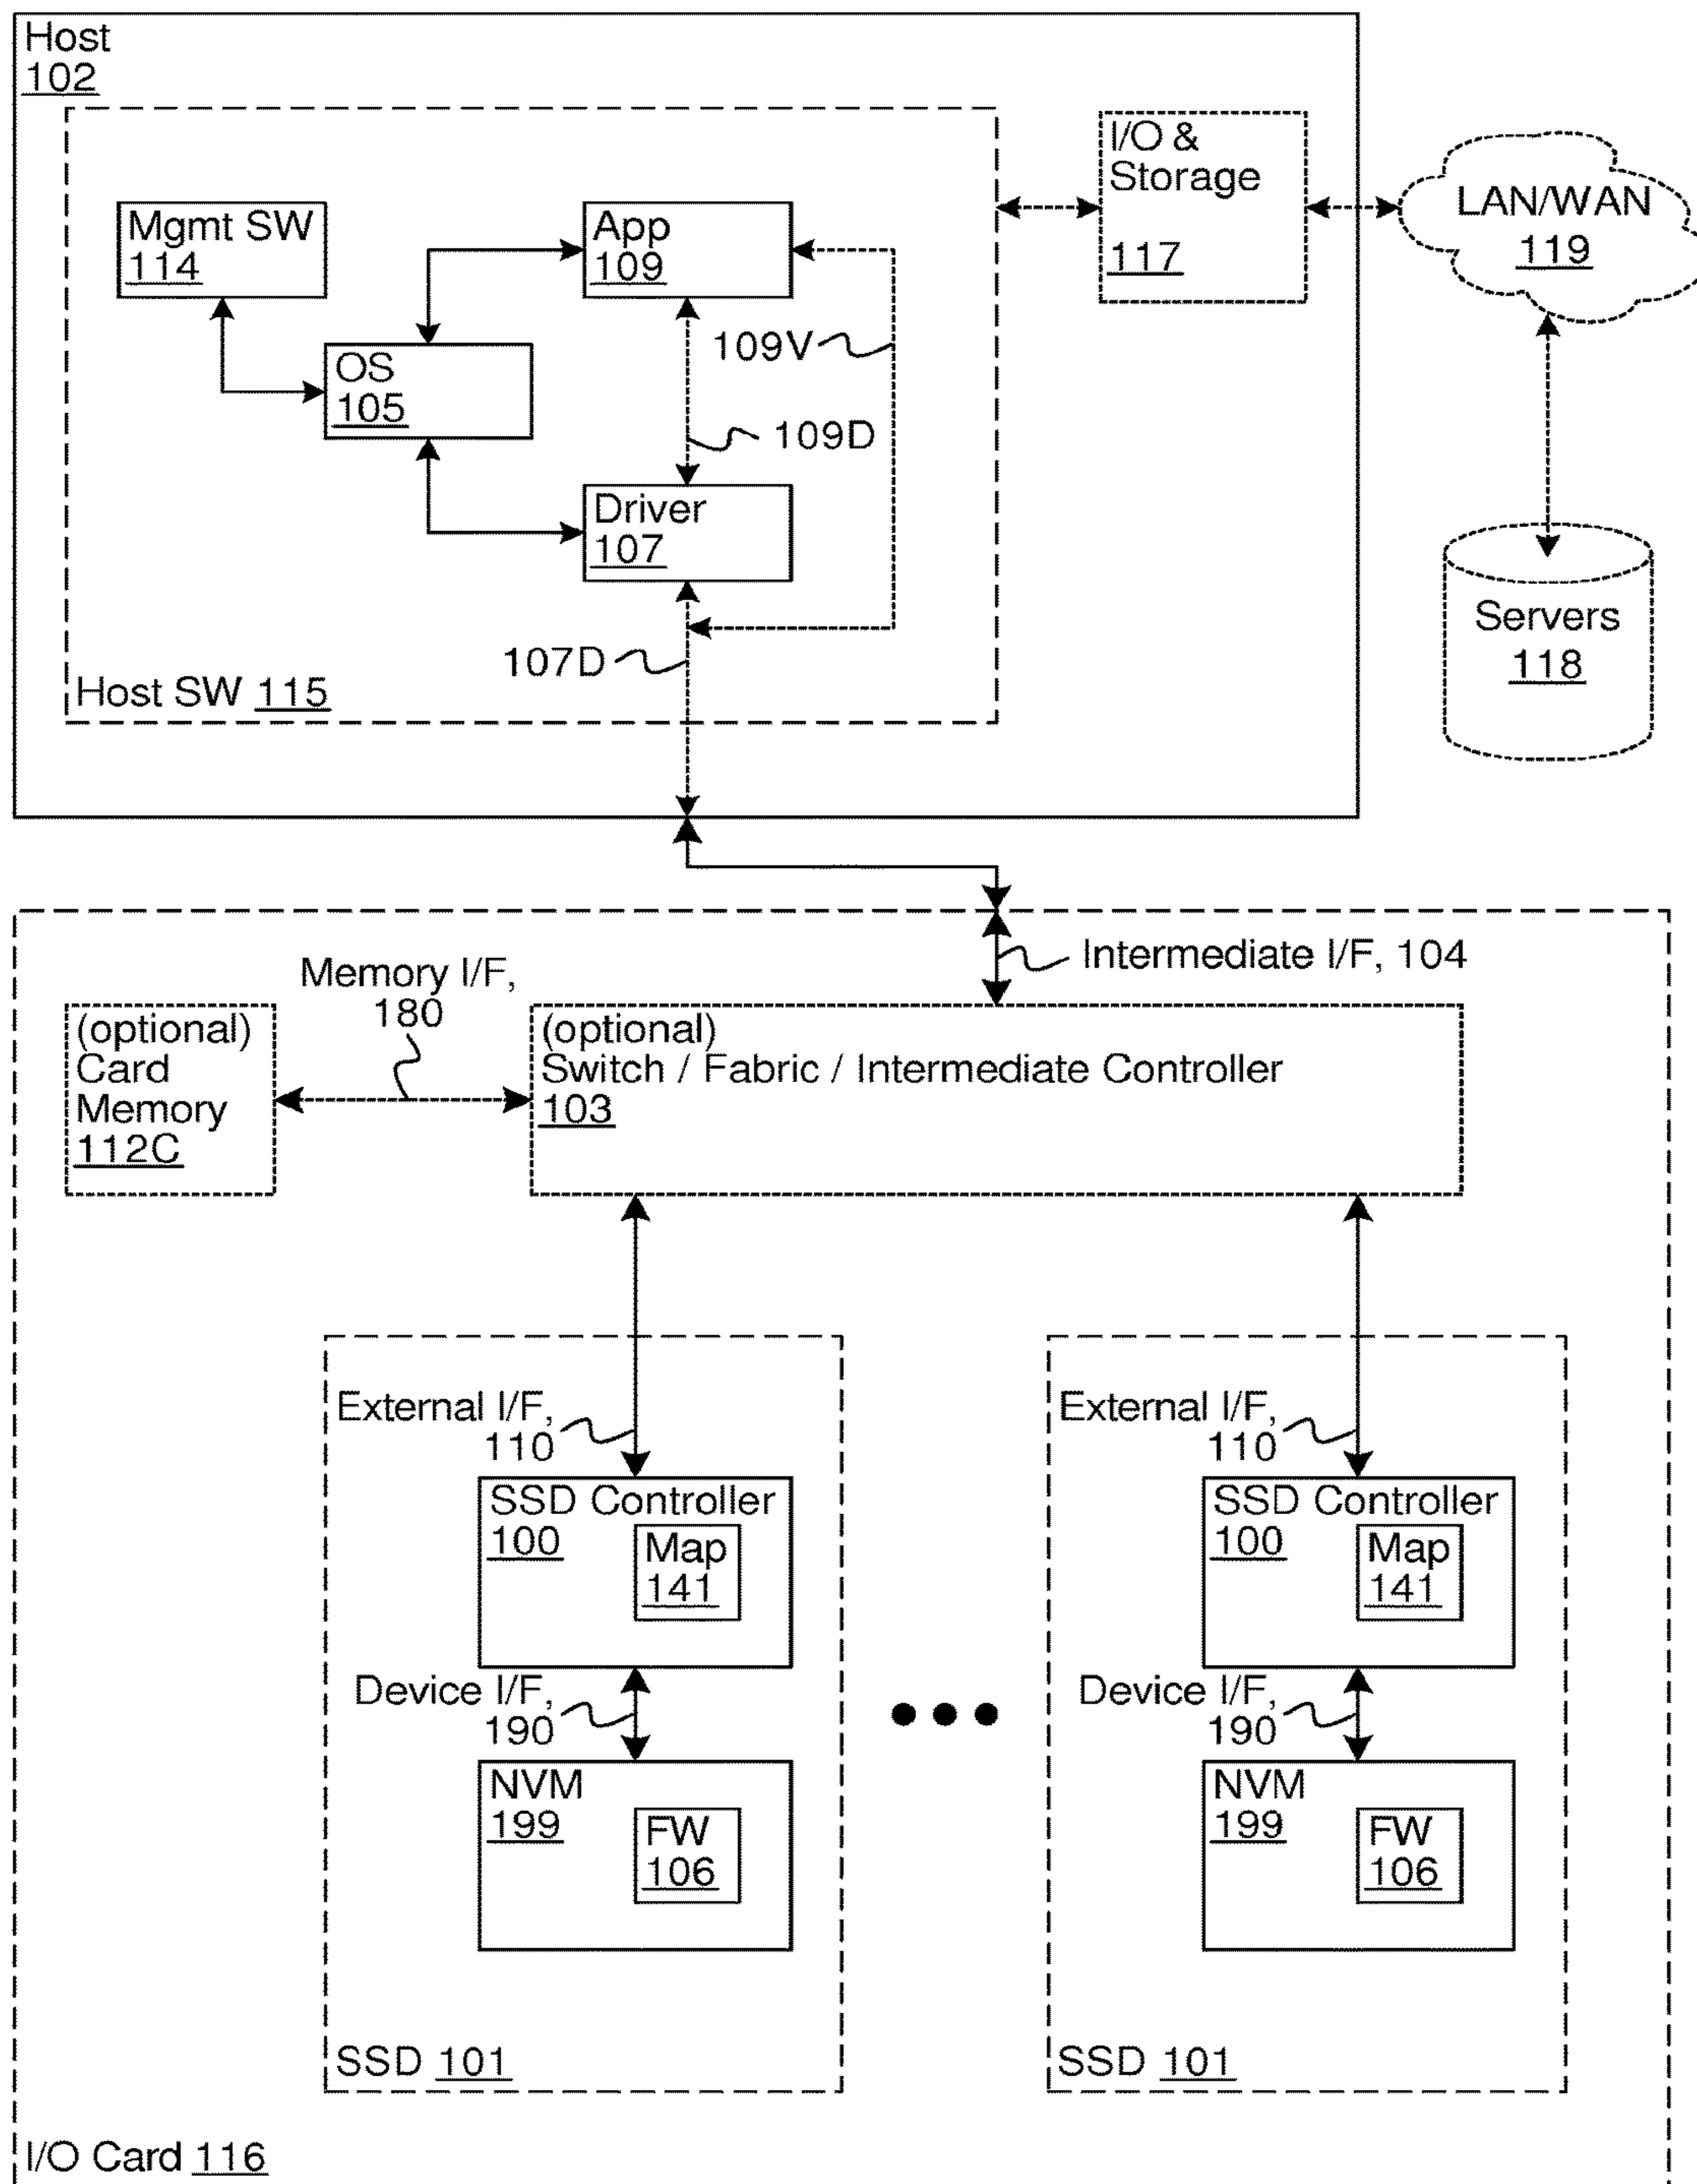 Host
102
I/O &
Storage
117
LAN/WAN
119
Mgmt SW
114
App
109
109V
OS
105
109D
Driver
107
Servers
118
107D
Host SW 115
Intermediate I/F, 104
Memory I/F,
180
(optional)
Card
Memory
112C
(optional)
Switch / Fabric / Intermediate Controller
103
External I/F,
110
External I/F,
110
SSD Controller
100
Map
141
SSD Controller
100
Map
141
Device I/F,
190
Device I/F,
190
NVM
199
FW
106
NVM
199
FW
106
SSD 101
SSD 101
I/O Card 116